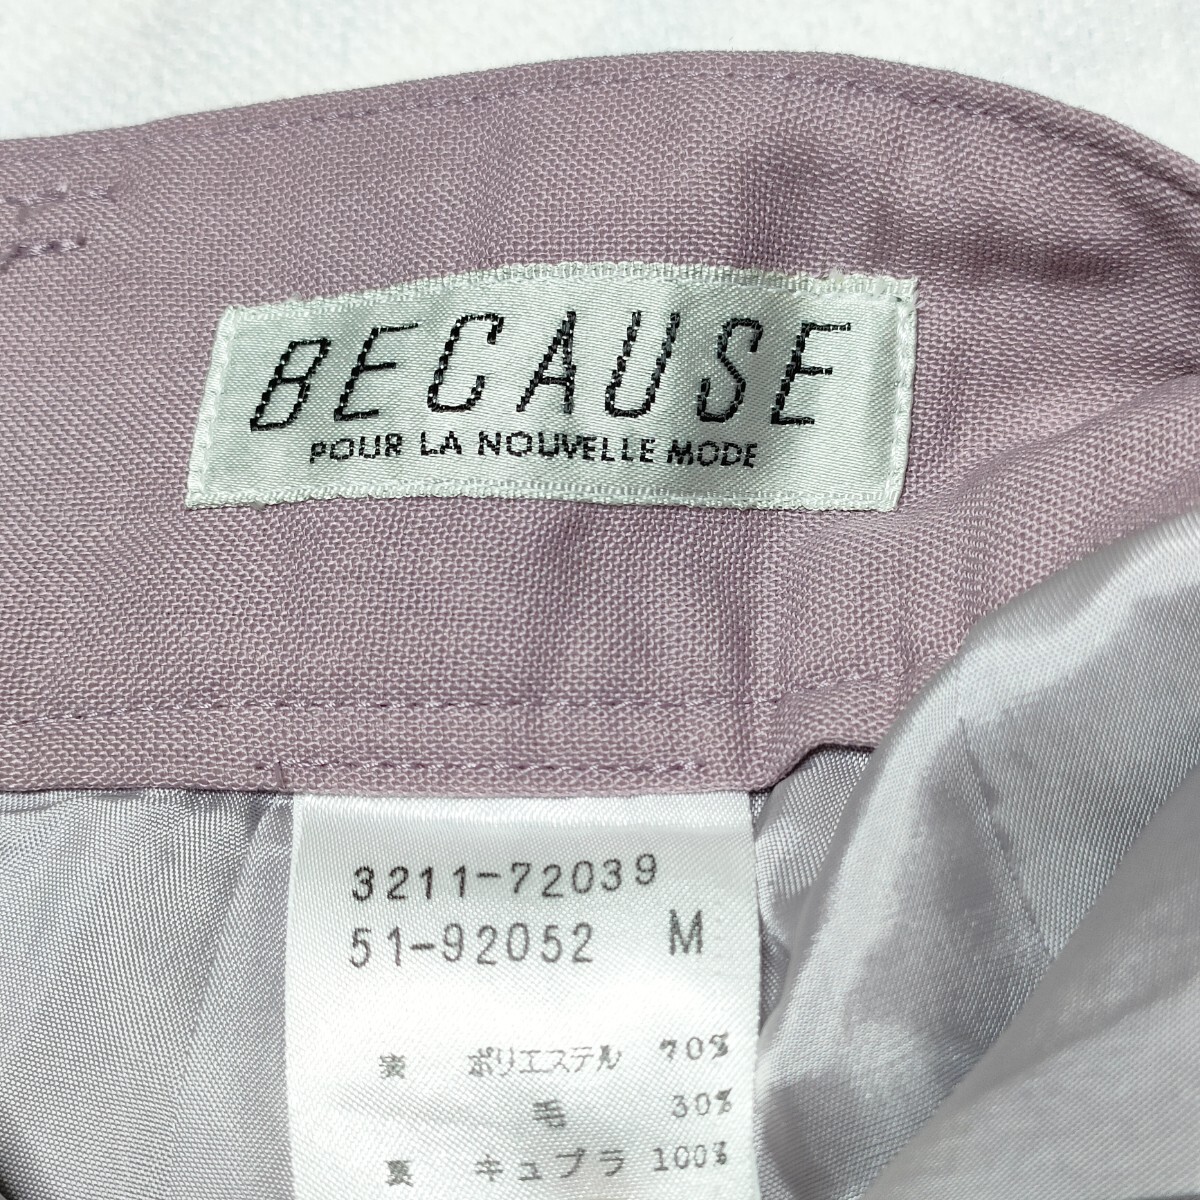 BECAUSE
POUR LA NOUVELLE MODE
3211-72039
51-92052 M
表 ポリエステル 70%
毛 30%
裏 キュプラ 100%